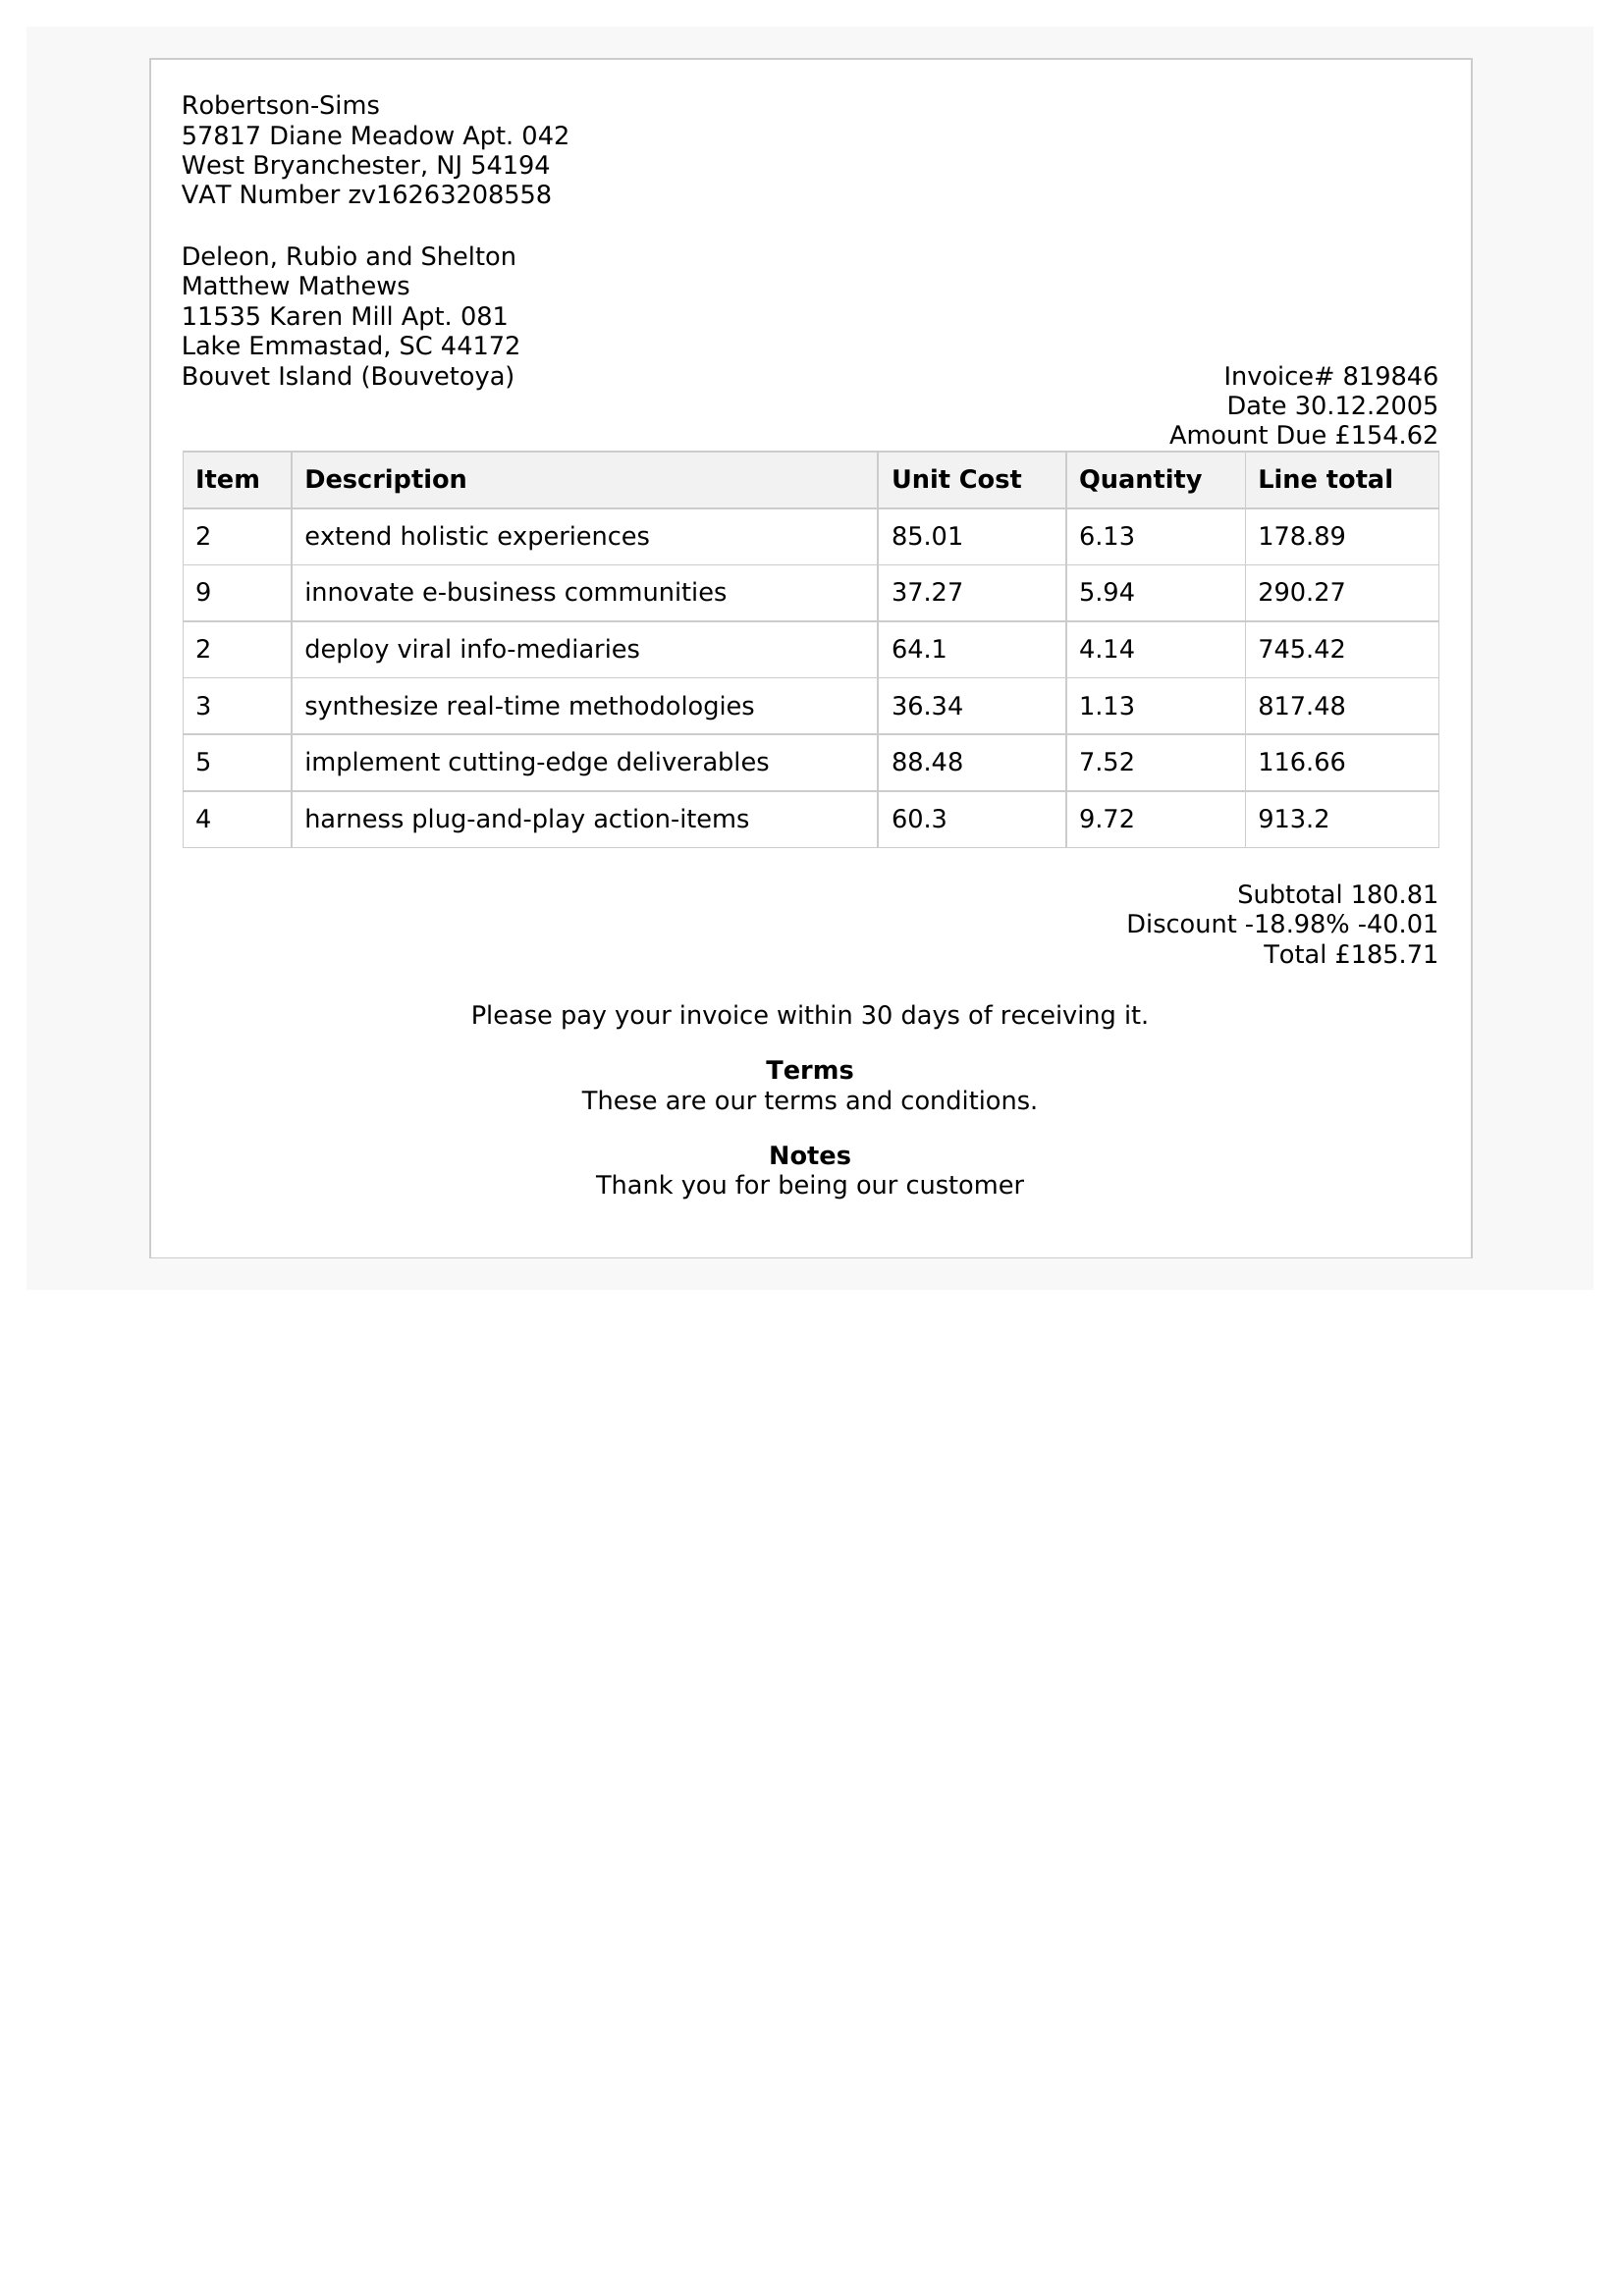 Robertson-Sims
57817 Diane Meadow Apt. 042
West Bryanchester, NJ 54194
VAT Number zv16263208558
Deleon, Rubio and Shelton
Matthew Mathews
11535 Karen Mill Apt. 081
Lake Emmastad, SC 44172
Bouvet Island (Bouvetoya)
Invoice# 819846
Date 30.12.2005
Amount Due £154.62
Item Description Unit Cost Quantity Line total
2 extend holistic experiences 85.01 6.13 178.89
9 innovate e-business communities 37.27 5.94 290.27
2 deploy viral info-mediaries 64.1 4.14 745.42
3 synthesize real-time methodologies 36.34 1.13 817.48
5 implement cutting-edge deliverables 88.48 7.52 116.66
4 harness plug-and-play action-items 60.3 9.72 913.2
Subtotal 180.81
Discount -18.98% -40.01
Total £185.71
Please pay your invoice within 30 days of receiving it.
Terms
These are our terms and conditions.
Notes
Thank you for being our customer